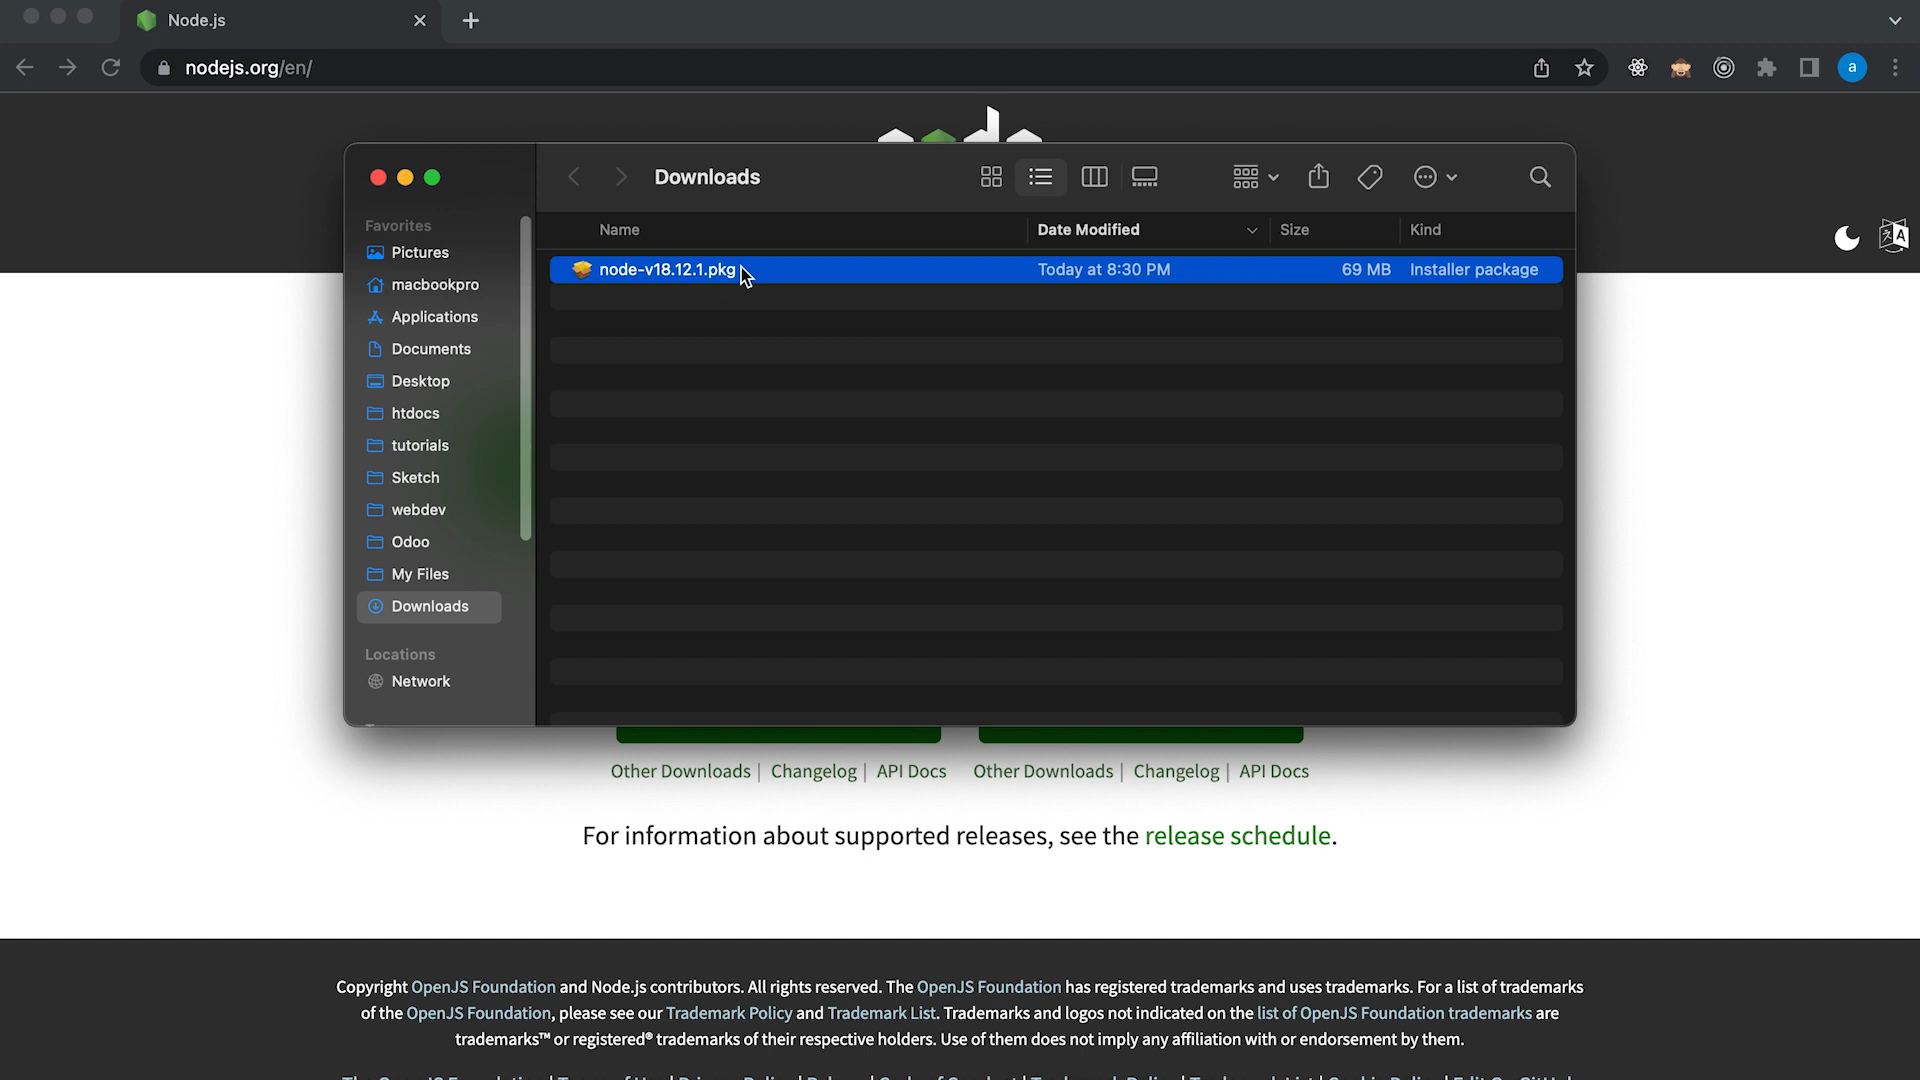 Node.js
nodejs.org/en/
a
Downloads
Favorites
Pictures
macbookpro
Applications
Documents
Desktop
htdocs
tutorials
Sketch
webdev
Odoo
My Files
Downloads
Locations
Network
Name Date Modified Size Kind
node-v18.12.1.pkg Today at 8:30 PM 69 MB Installer package
Other Downloads | Changelog | API Docs Other Downloads | Changelog | API Docs
For information about supported releases, see the release schedule.
Copyright OpenJS Foundation and Node.js contributors. All rights reserved. The OpenJS Foundation has registered trademarks and uses trademarks. For a list of trademarks
of the OpenJS Foundation, please see our Trademark Policy and Trademark List. Trademarks and logos not indicated on the list of OpenJS Foundation trademarks are
trademarks™ or registered® trademarks of their respective holders. Use of them does not imply any affiliation with or endorsement by them.